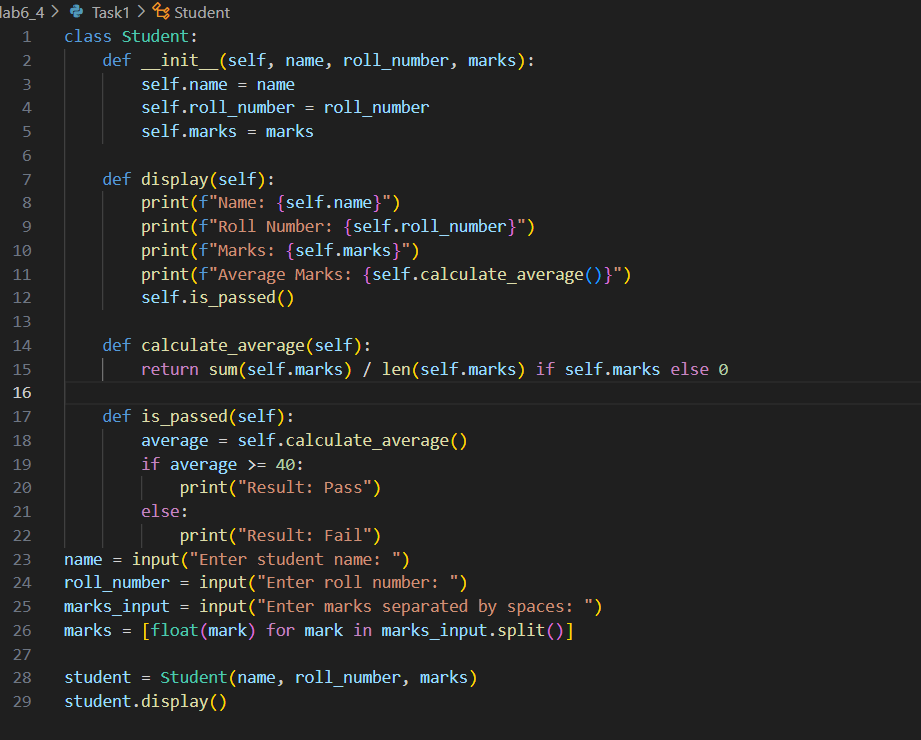 lab6_4 > Task1 > Student
1 class Student:
2     def __init__(self, name, roll_number, marks):
3         self.name = name
4         self.roll_number = roll_number
5         self.marks = marks
6
7     def display(self):
8         print(f"Name: {self.name}")
9         print(f"Roll Number: {self.roll_number}")
10         print(f"Marks: {self.marks}")
11         print(f"Average Marks: {self.calculate_average()}")
12         self.is_passed()
13
14     def calculate_average(self):
15         return sum(self.marks) / len(self.marks) if self.marks else 0
16
17     def is_passed(self):
18         average = self.calculate_average()
19         if average >= 40:
20             print("Result: Pass")
21         else:
22             print("Result: Fail")
23 name = input("Enter student name: ")
24 roll_number = input("Enter roll number: ")
25 marks_input = input("Enter marks separated by spaces: ")
26 marks = [float(mark) for mark in marks_input.split()]
27
28 student = Student(name, roll_number, marks)
29 student.display()